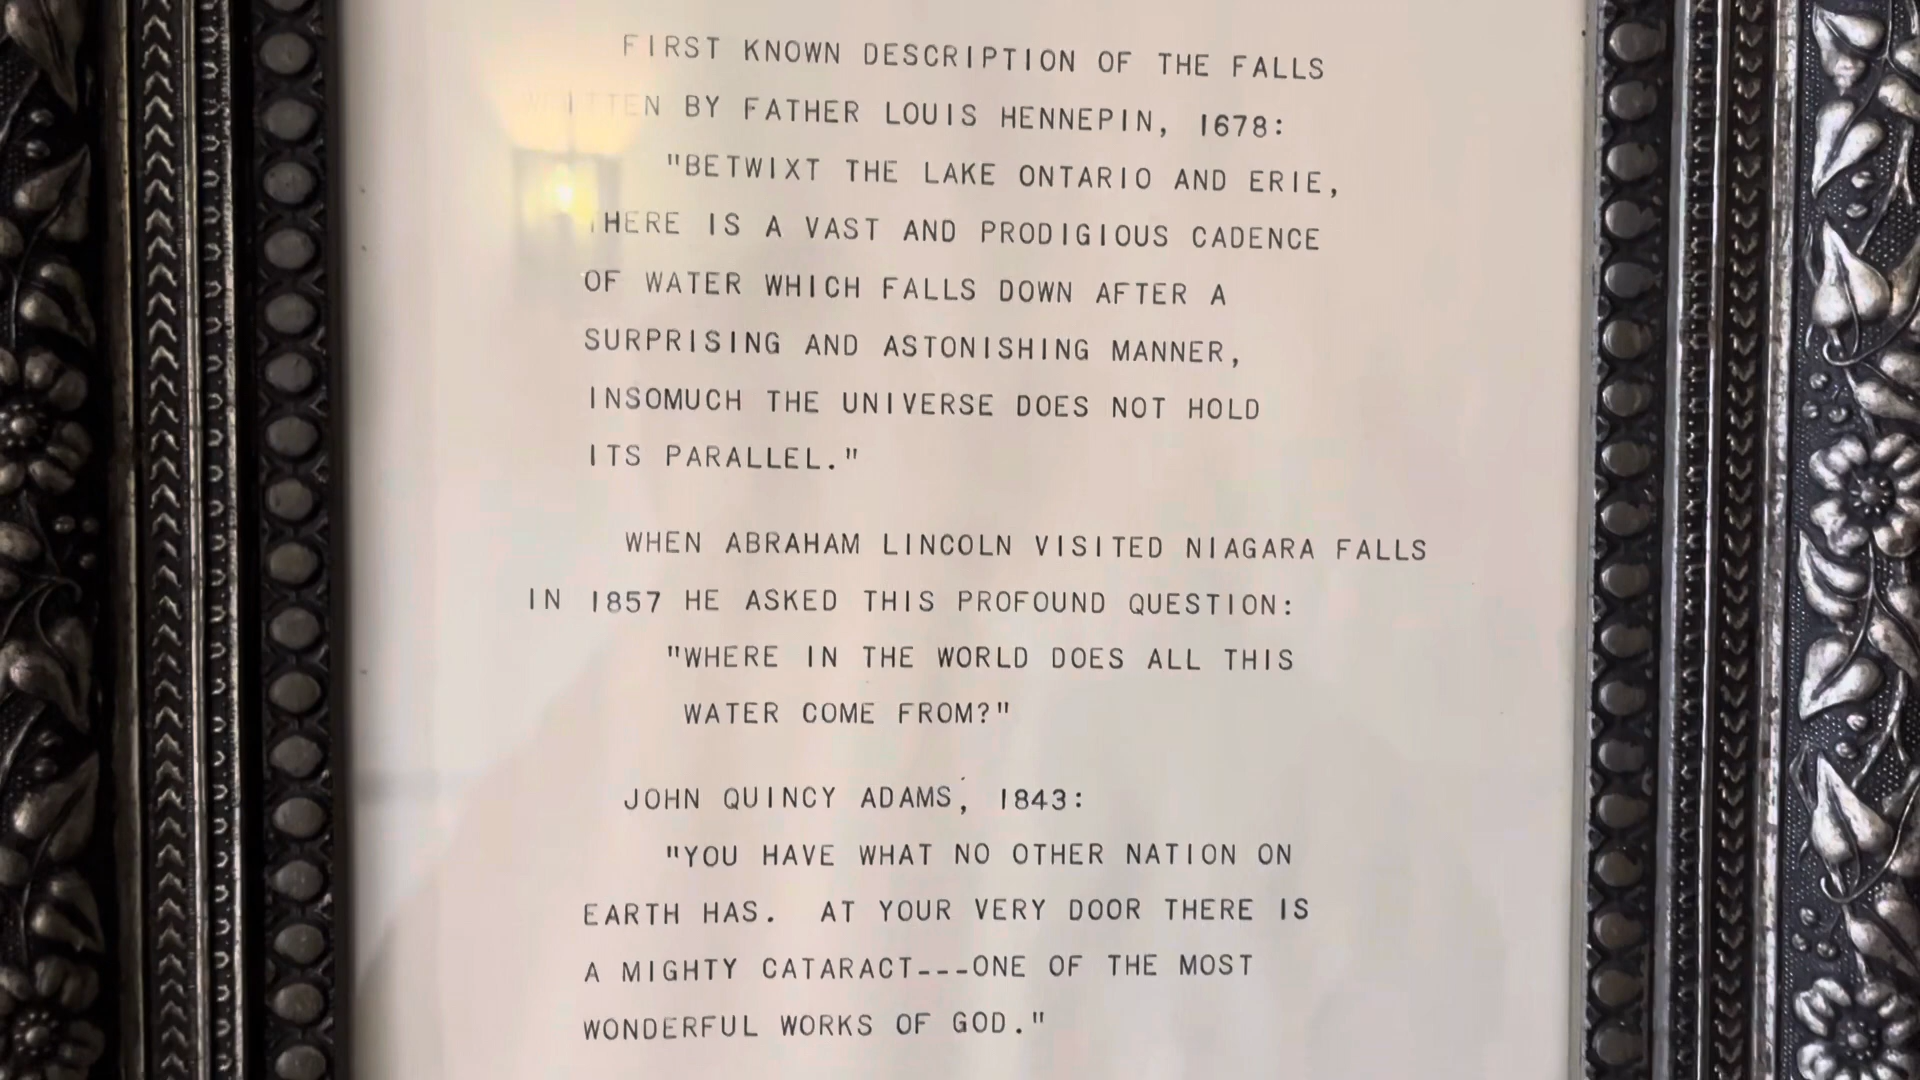 FIRST KNOWN DESCRIPTION OF THE FALLS
WRITTEN BY FATHER LOUIS HENNEPIN, 1678:
"BETWIXT THE LAKE ONTARIO AND ERIE,
THERE IS A VAST AND PRODIGIOUS CADENCE
OF WATER WHICH FALLS DOWN AFTER A
SURPRISING AND ASTONISHING MANNER,
INSOMUCH THE UNIVERSE DOES NOT HOLD
ITS PARALLEL."
WHEN ABRAHAM LINCOLN VISITED NIAGARA FALLS
IN 1857 HE ASKED THIS PROFOUND QUESTION:
"WHERE IN THE WORLD DOES ALL THIS
WATER COME FROM?"
JOHN QUINCY ADAMS, 1843:
"YOU HAVE WHAT NO OTHER NATION ON
EARTH HAS. AT YOUR VERY DOOR THERE IS
A MIGHTY CATARACT---ONE OF THE MOST
WONDERFUL WORKS OF GOD."